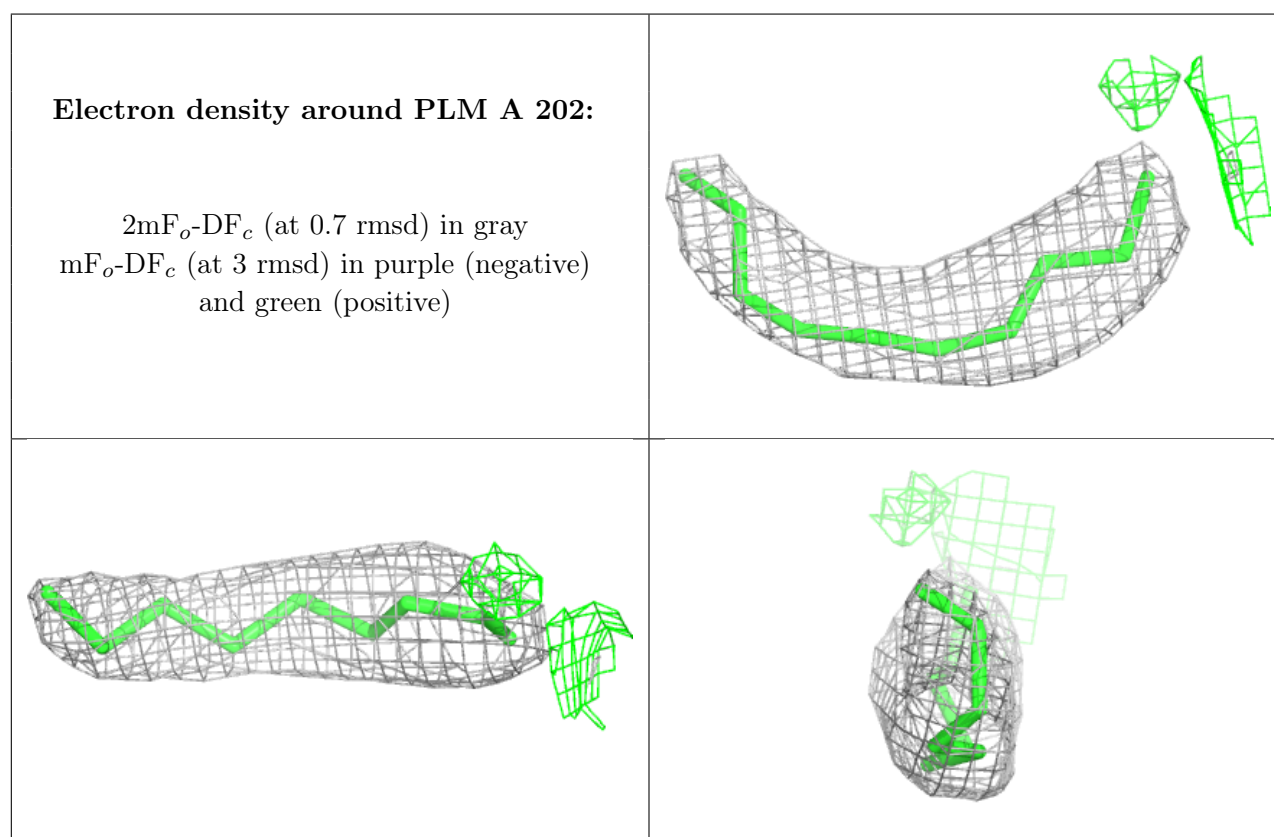 Electron density around PLM A 202:
2mFo-DFc (at 0.7 rmsd) in gray
mFo-DFc (at 3 rmsd) in purple (negative)
and green (positive)